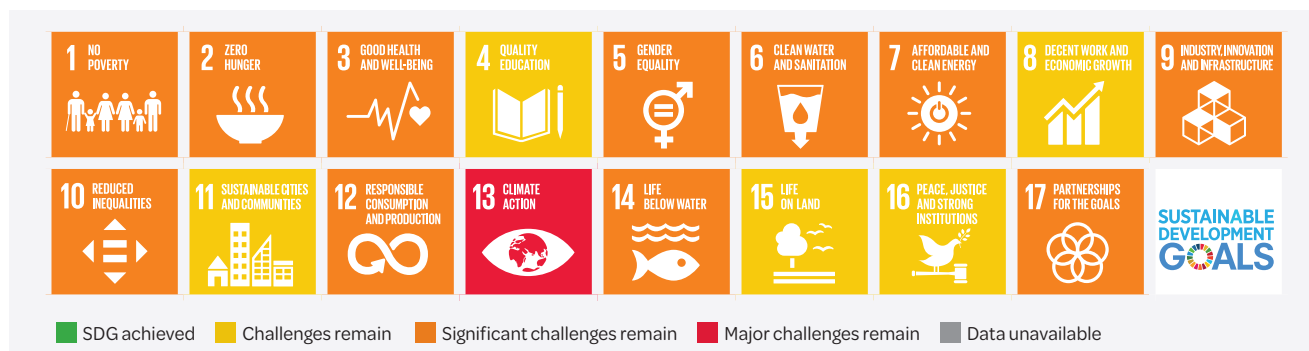 1 NO
POVERTY
2 ZERO
HUNGER
3 GOOD HEALTH
AND WELL-BEING
4 QUALITY
EDUCATION
5 GENDER
EQUALITY
6 CLEAN WATER
AND SANITATION
7 AFFORDABLE AND
CLEAN ENERGY
8 DECENT WORK AND
ECONOMIC GROWTH
9 INDUSTRY, INNOVATION
AND INFRASTRUCTURE
10 REDUCED
INEQUALITIES
11 SUSTAINABLE CITIES
AND COMMUNITIES
12 RESPONSIBLE
CONSUMPTION
AND PRODUCTION
13 CLIMATE
ACTION
14 LIFE
BELOW WATER
15 LIFE
ON LAND
16 PEACE, JUSTICE
AND STRONG
INSTITUTIONS
17 PARTNERSHIPS
FOR THE GOALS
SUSTAINABLE
DEVELOPMENT
GOALS
SDG achieved Challenges remain Significant challenges remain Major challenges remain Data unavailable